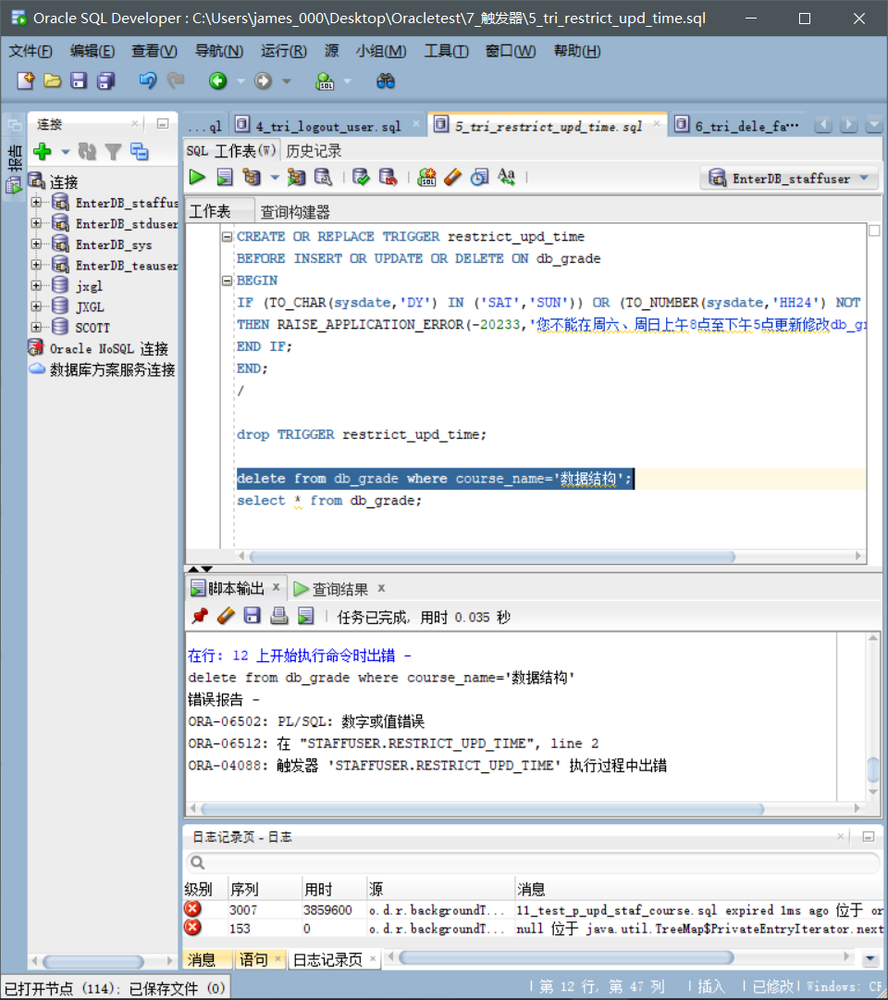 Oracle SQL Developer : C:\Users\james_000\Desktop\Oracletest\7_触发器\5_tri_restrict_upd_time.sql
文件(F) 编辑(E) 查看(V) 导航(N) 运行(R) 源 小组(M) 工具(T) 窗口(W) 帮助(H)
连接
...ql 4_tri_logout_user.sql 5_tri_restrict_upd_time.sql 6_tri_dele_fa...
报告
SQL 工作表(W) 历史记录
EnterDB_staffuser
连接
EnterDB_staffus
EnterDB_stduser
EnterDB_sys
EnterDB_teauser
jxgl
JXGL
SCOTT
Oracle NoSQL 连接
数据库方案服务连接
工作表 查询构建器
CREATE OR REPLACE TRIGGER restrict_upd_time
BEFORE INSERT OR UPDATE OR DELETE ON db_grade
BEGIN
IF (TO_CHAR(sysdate,'DY') IN ('SAT','SUN')) OR (TO_NUMBER(sysdate,'HH24') NOT
THEN RAISE_APPLICATION_ERROR(-20233,'您不能在周六、周日上午8点至下午5点更新修改db_gr
END IF;
END;
/
drop TRIGGER restrict_upd_time;
delete from db_grade where course_name='数据结构';
select * from db_grade;
脚本输出 x 查询结果 x
任务已完成, 用时 0.035 秒
在行: 12 上开始执行命令时出错 -
delete from db_grade where course_name='数据结构'
错误报告 -
ORA-06502: PL/SQL: 数字或值错误
ORA-06512: 在 "STAFFUSER.RESTRICT_UPD_TIME", line 2
ORA-04088: 触发器 'STAFFUSER.RESTRICT_UPD_TIME' 执行过程中出错
日志记录页 - 日志
级别 序列 用时 源 消息
3007 3859600 o.d.r.backgroundT... 11_test_p_upd_staf_course.sql expired 1ms ago 位于 or
153 0 o.d.r.backgroundT... null 位于 java.util.TreeMap$PrivateEntryIterator.next
消息 语句 日志记录页
已打开节点 (114); 已保存文件 (0)
第 12 行, 第 47 列 插入 已修改 Windows: CF